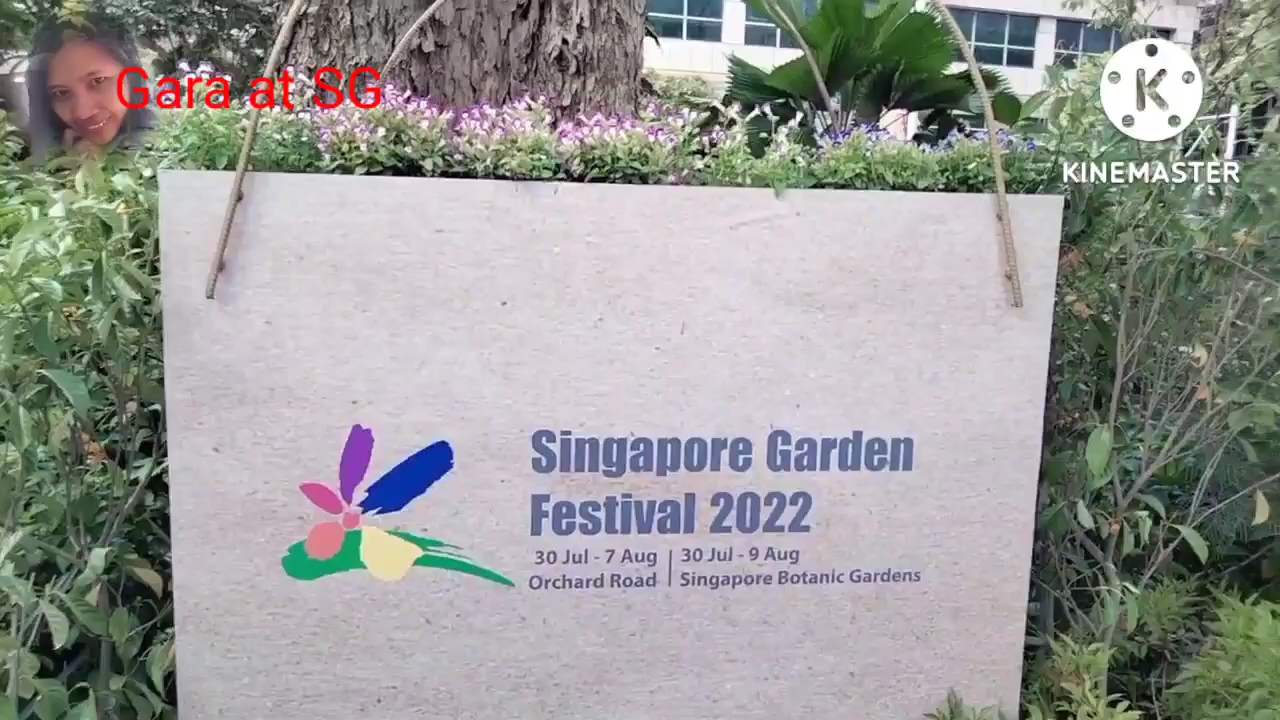 Gara at SG
K
KINEMASTER
Singapore Garden
Festival 2022
30 Jul - 7 Aug | 30 Jul - 9 Aug
Orchard Road | Singapore Botanic Gardens